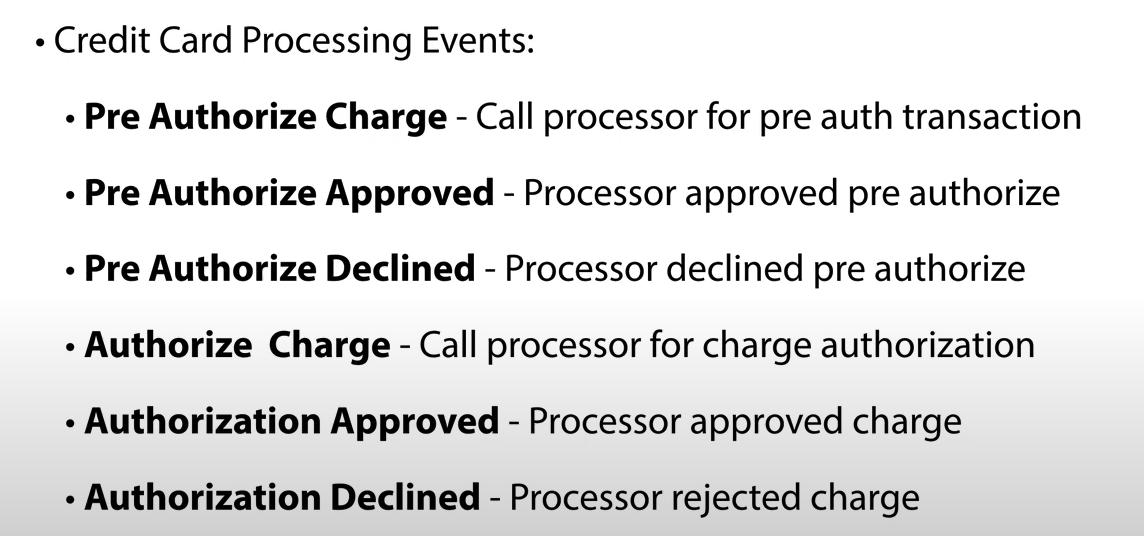 • Credit Card Processing Events:
• Pre Authorize Charge - Call processor for pre auth transaction
• Pre Authorize Approved - Processor approved pre authorize
• Pre Authorize Declined - Processor declined pre authorize
• Authorize  Charge - Call processor for charge authorization
• Authorization Approved - Processor approved charge
• Authorization Declined - Processor rejected charge